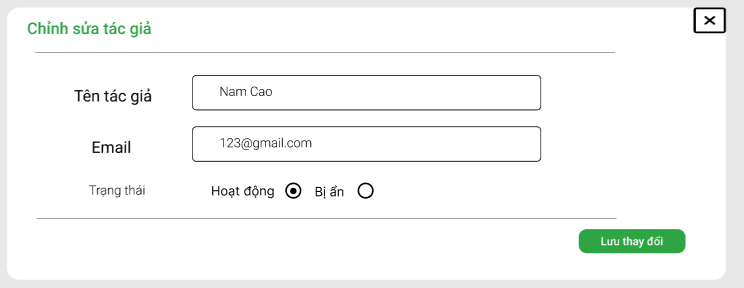 Chỉnh sửa tác giả
Tên tác giả Nam Cao
Email 123@gmail.com
Trạng thái Hoạt động Bị ẩn
Lưu thay đổi